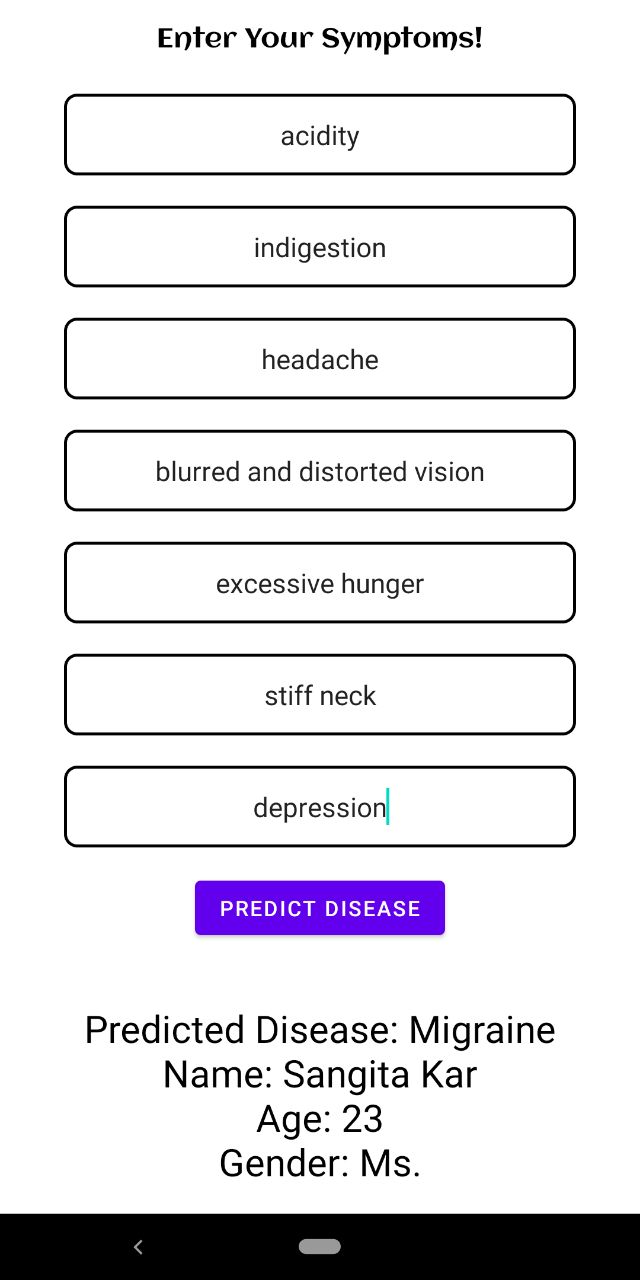 Enter Your Symptoms!
acidity
indigestion
headache
blurred and distorted vision
excessive hunger
stiff neck
depression
PREDICT DISEASE
Predicted Disease: Migraine
Name: Sangita Kar
Age: 23
Gender: Ms.